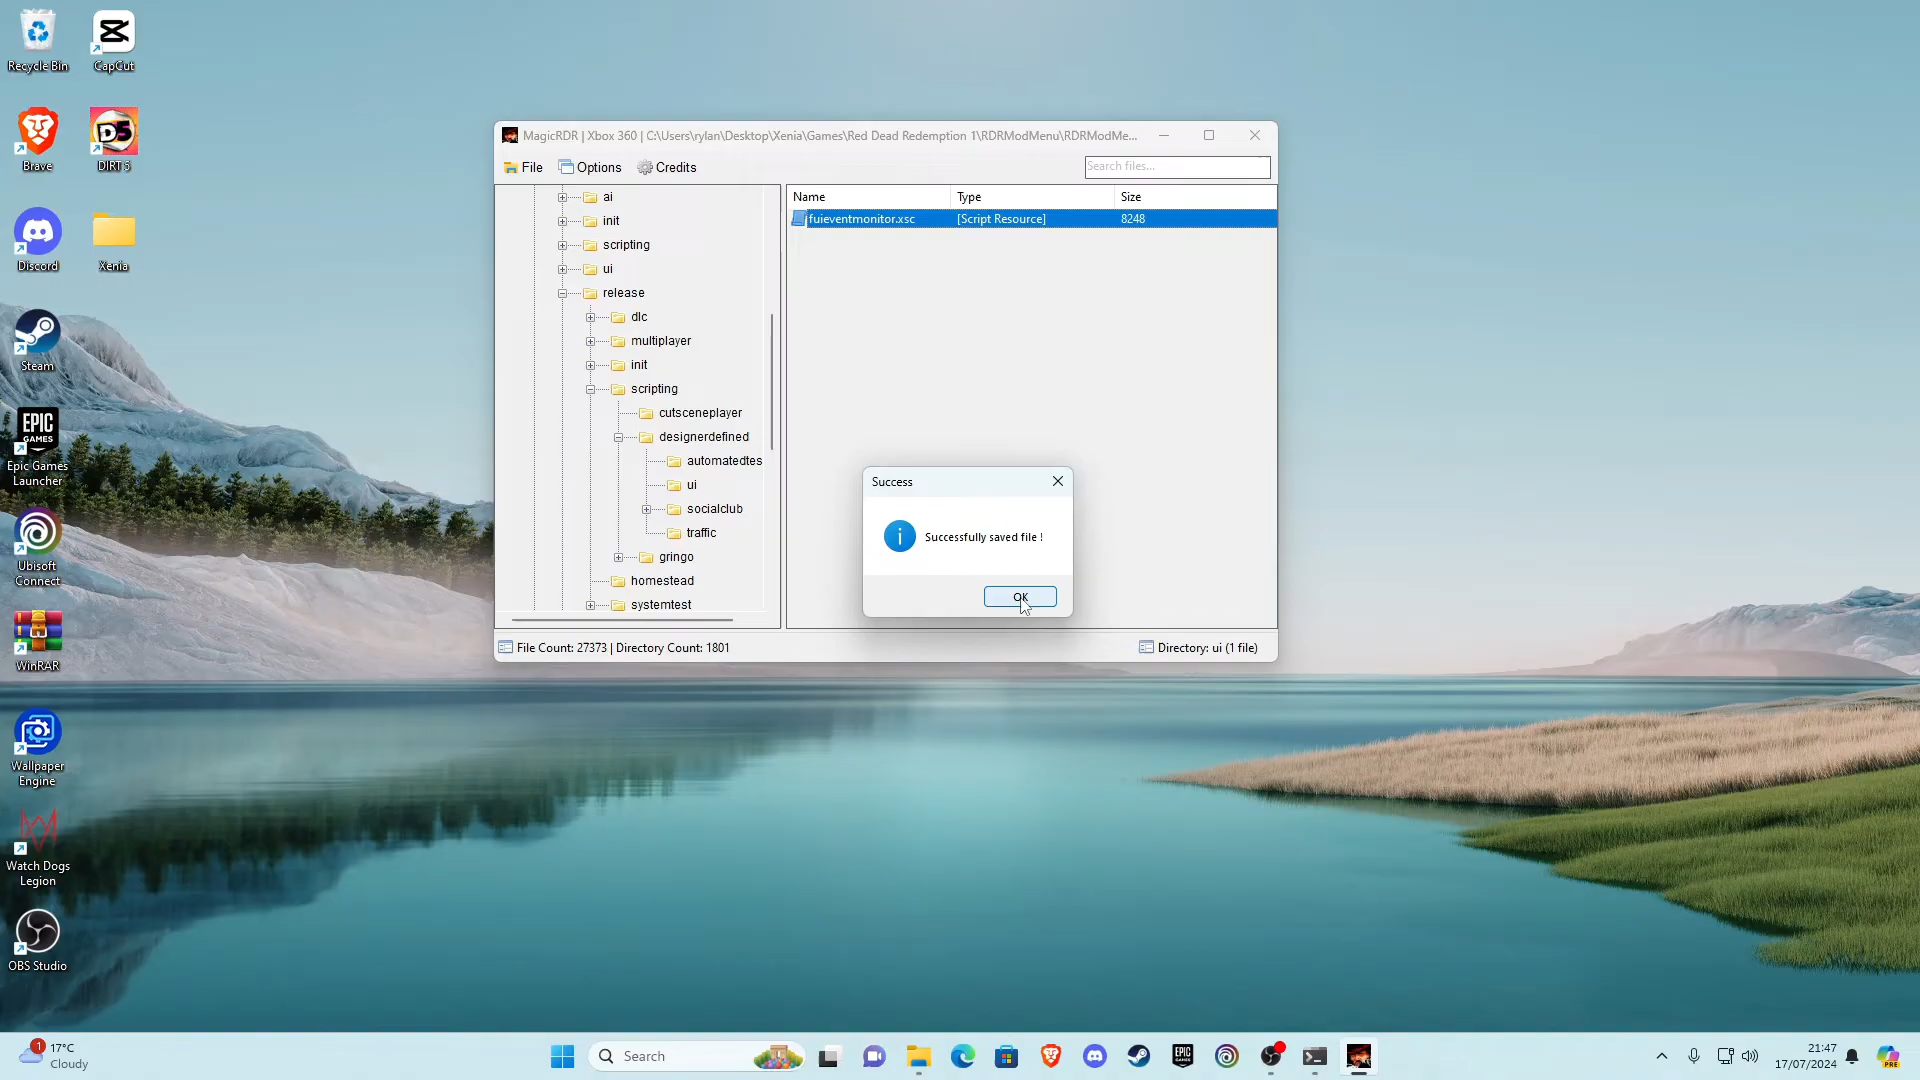 Recycle Bin
CapCut
Brave
DIRT 5
Discord
Xenia
Steam
EPIC
GAMES
Epic Games
Launcher
Ubisoft
Connect
WinRAR
Wallpaper
Engine
Watch Dogs
Legion
OBS Studio
MagicRDR | Xbox 360 | C:\Users\rylan\Desktop\Xenia\Games\Red Dead Redemption 1\RDRModMenu\RDRModMe...
File
Options
Credits
Search files...
ai
init
scripting
ui
release
dlc
multiplayer
init
scripting
cutsceneplayer
designerdefined
automatedtes
ui
socialclub
traffic
gringo
homestead
systemtest
Name
Type
Size
fuieventmonitor.xsc
[Script Resource]
8248
Success
Successfully saved file !
OK
File Count: 27373 | Directory Count: 1801
Directory: ui (1 file)
1
17°C
Cloudy
Search
EPIC
21:47
17/07/2024
PRE